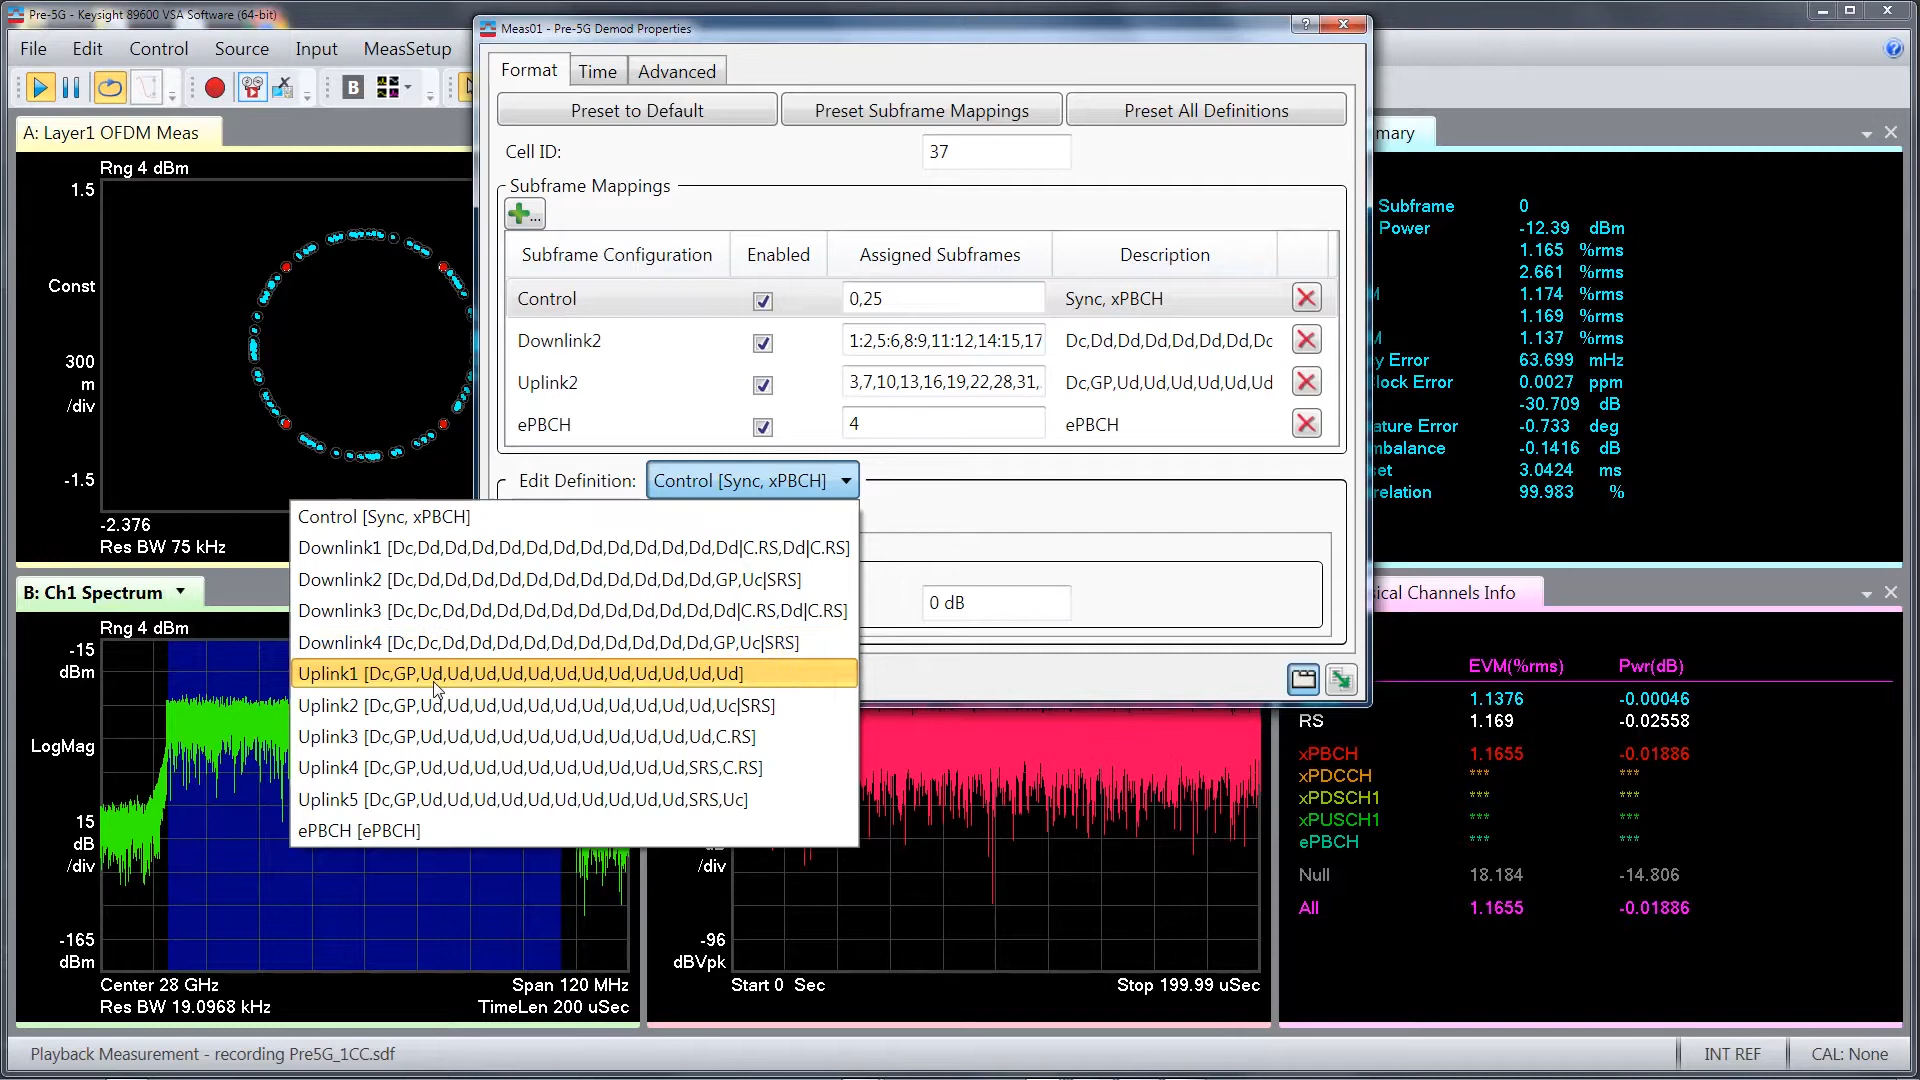 Pre-5G - Keysight 89600 VSA Software (64-bit)
File Edit Control Source Input MeasSetup
Meas01 - Pre-5G Demod Properties
Format Time Advanced
Preset to Default Preset Subframe Mappings Preset All Definitions
Cell ID: 37
Subframe Mappings
Subframe Configuration Enabled Assigned Subframes Description
Control 0,25 Sync, xPBCH
Downlink2 1:2,5:6,8:9,11:12,14:15,17 Dc,Dd,Dd,Dd,Dd,Dd,Dd,Dc
Uplink2 3,7,10,13,16,19,22,28,31, Dc,GP,Ud,Ud,Ud,Ud,Ud,Ud
ePBCH 4 ePBCH
Edit Definition: Control [Sync, xPBCH]
Control [Sync, xPBCH]
Downlink1 [Dc,Dd,Dd,Dd,Dd,Dd,Dd,Dd,Dd,Dd,Dd,Dd,Dd|C.RS,Dd|C.RS]
Downlink2 [Dc,Dd,Dd,Dd,Dd,Dd,Dd,Dd,Dd,Dd,Dd,Dd,GP,Uc|SRS]
Downlink3 [Dc,Dc,Dd,Dd,Dd,Dd,Dd,Dd,Dd,Dd,Dd,Dd,Dd|C.RS,Dd|C.RS]
Downlink4 [Dc,Dc,Dd,Dd,Dd,Dd,Dd,Dd,Dd,Dd,Dd,Dd,GP,Uc|SRS]
Uplink1 [Dc,GP,Ud,Ud,Ud,Ud,Ud,Ud,Ud,Ud,Ud,Ud,Ud,Ud]
Uplink2 [Dc,GP,Ud,Ud,Ud,Ud,Ud,Ud,Ud,Ud,Ud,Ud,Ud,Uc|SRS]
Uplink3 [Dc,GP,Ud,Ud,Ud,Ud,Ud,Ud,Ud,Ud,Ud,Ud,Ud,C.RS]
Uplink4 [Dc,GP,Ud,Ud,Ud,Ud,Ud,Ud,Ud,Ud,Ud,Ud,SRS,C.RS]
Uplink5 [Dc,GP,Ud,Ud,Ud,Ud,Ud,Ud,Ud,Ud,Ud,Ud,SRS,Uc]
ePBCH [ePBCH]
0 dB
B
A: Layer1 OFDM Meas
Rng 4 dBm
1.5
Const
300
m
/div
-1.5
-2.376
Res BW 75 kHz
mary
Subframe 0
Power -12.39 dBm
1.165 %rms
2.661 %rms
M 1.174 %rms
1.169 %rms
M 1.137 %rms
y Error 63.699 mHz
lock Error 0.0027 ppm
-30.709 dB
ature Error -0.733 deg
mbalance -0.1416 dB
set 3.0424 ms
relation 99.983 %
B: Ch1 Spectrum
Rng 4 dBm
-15
dBm
LogMag
15
dB
/div
-165
dBm
Center 28 GHz Span 120 MHz
Res BW 19.0968 kHz TimeLen 200 uSec
dB
/div
-96
dBVpk
Start 0 Sec Stop 199.99 uSec
sical Channels Info
EVM(%rms) Pwr(dB)
1.1376 -0.00046
RS 1.169 -0.02558
xPBCH 1.1655 -0.01886
xPDCCH *** ***
xPDSCH1 *** ***
xPUSCH1 *** ***
ePBCH *** ***
Null 18.184 -14.806
All 1.1655 -0.01886
Playback Measurement - recording Pre5G_1CC.sdf
INT REF CAL: None